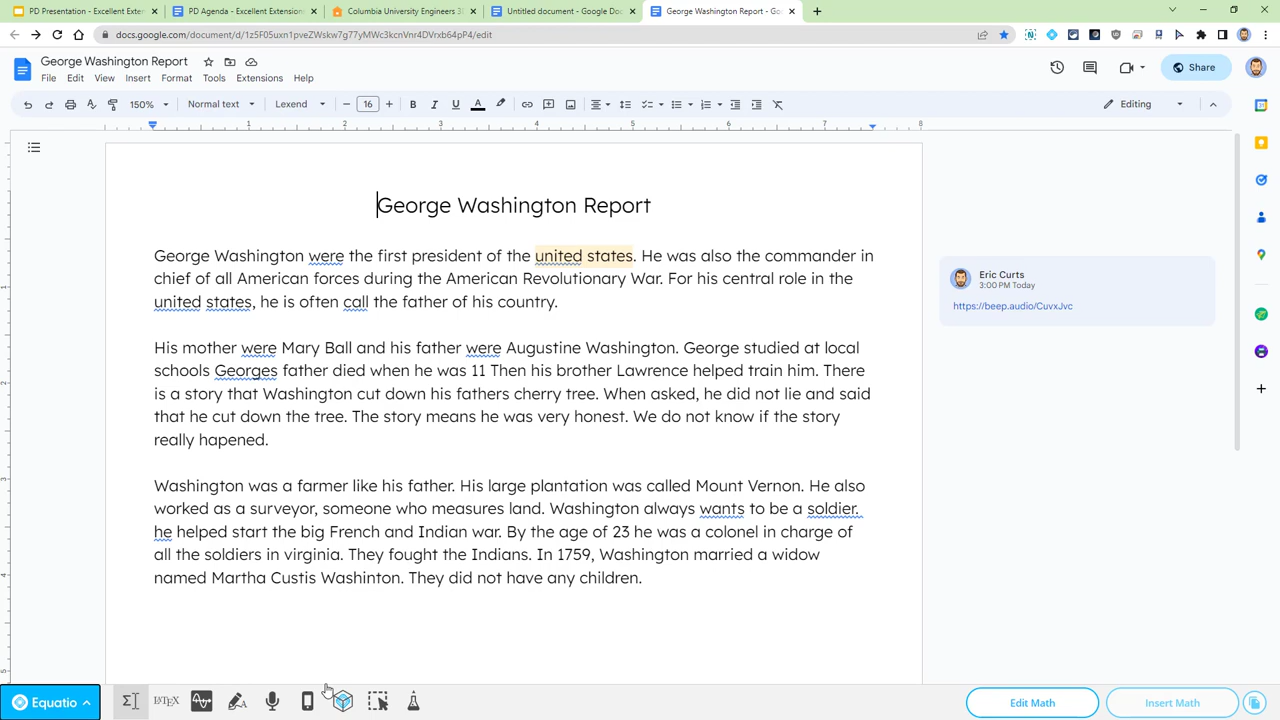 PD Presentation - Excellent Exten
PD Agenda - Excellent Extension
Columbia University Engineers 3D
Untitled document - Google Doc
George Washington Report - Go
docs.google.com/document/d/1z5F05uxn1pveZWskw7g77yMWc3kcnVnr4DVrxb64pP4/edit
George Washington Report
File Edit View Insert Format Tools Extensions Help
Share
150% Normal text Lexend 16 Editing
1 2 3 4 5 6 7 8
George Washington Report
George Washington were the first president of the united states. He was also the commander in
chief of all American forces during the American Revolutionary War. For his central role in the
united states, he is often call the father of his country.
His mother were Mary Ball and his father were Augustine Washington. George studied at local
schools Georges father died when he was 11 Then his brother Lawrence helped train him. There
is a story that Washington cut down his fathers cherry tree. When asked, he did not lie and said
that he cut down the tree. The story means he was very honest. We do not know if the story
really hapened.
Washington was a farmer like his father. His large plantation was called Mount Vernon. He also
worked as a surveyor, someone who measures land. Washington always wants to be a soldier.
he helped start the big French and Indian war. By the age of 23 he was a colonel in charge of
all the soldiers in virginia. They fought the Indians. In 1759, Washington married a widow
named Martha Custis Washinton. They did not have any children.
Eric Curts
3:00 PM Today
https://beep.audio/CuvxJvc
Equatio
LATEX
Edit Math
Insert Math